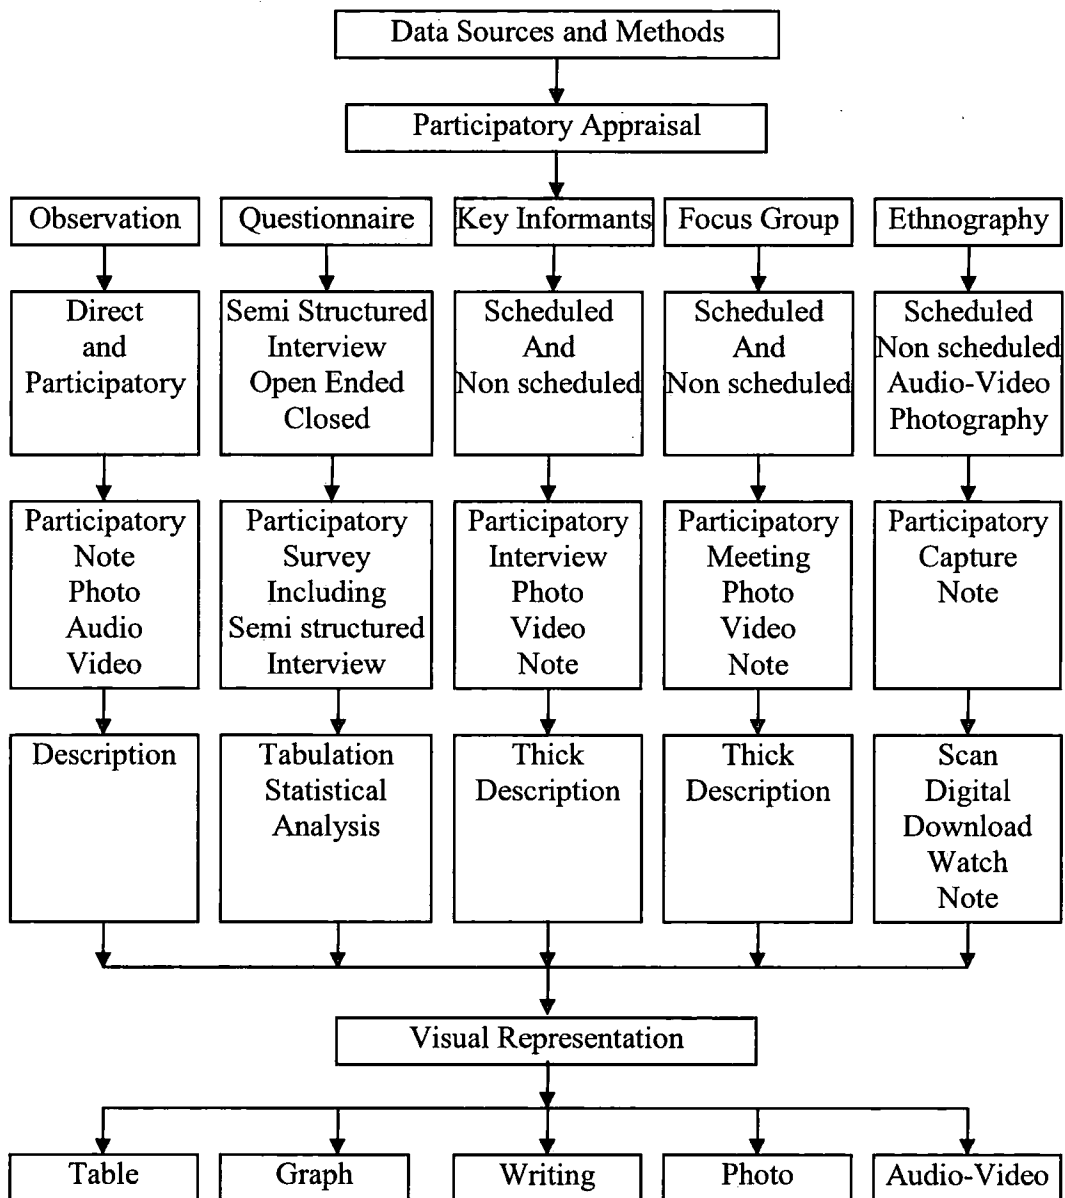 Data Sources and Methods
Participatory Appraisal
Observation
Questionnaire
Key Informants
Focus Group
Ethnography
Direct
and
Participatory
Semi Structured
Interview
Open Ended
Closed
Scheduled
And
Non scheduled
Scheduled
And
Non scheduled
Scheduled
Non scheduled
Audio-Video
Photography
Participatory
Note
Photo
Audio
Video
Participatory
Survey
Including
Semi structured
Interview
Participatory
Interview
Photo
Video
Note
Participatory
Meeting
Photo
Video
Note
Participatory
Capture
Note
Description
Tabulation
Statistical
Analysis
Thick
Description
Thick
Description
Scan
Digital
Download
Watch
Note
Visual Representation
Table
Graph
Writing
Photo
Audio-Video